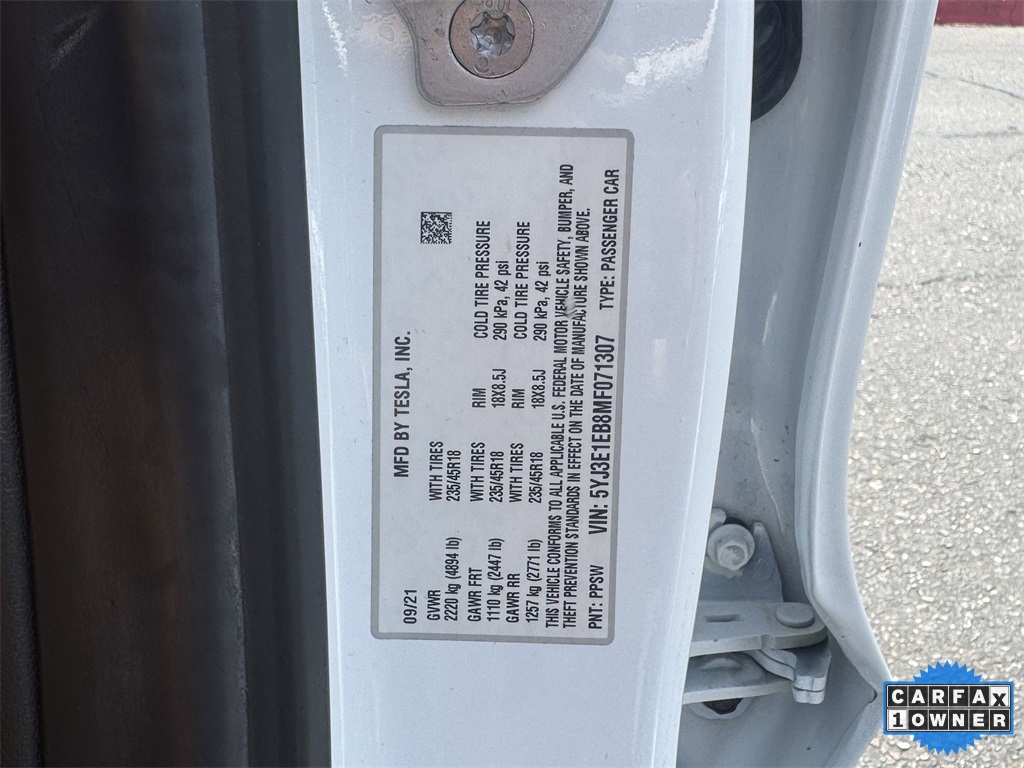 MFD BY TESLA, INC.
09/21
GVWR WITH TIRES
2220 kg (4894 lb) 235/45R18
GAWR FRT WITH TIRES RIM COLD TIRE PRESSURE
1110 kg (2447 lb) 235/45R18 18X8.5J 290 kPa, 42 psi
GAWR RR WITH TIRES RIM COLD TIRE PRESSURE
1257 kg (2771 lb) 235/45R18 18X8.5J 290 kPa, 42 psi
THIS VEHICLE CONFORMS TO ALL APPLICABLE U.S. FEDERAL MOTOR VEHICLE SAFETY, BUMPER, AND
THEFT PREVENTION STANDARDS IN EFFECT ON THE DATE OF MANUFACTURE SHOWN ABOVE.
PNT: PPSW VIN: 5YJ3E1EB8MF071307 TYPE: PASSENGER CAR
CARFAX
1 OWNER